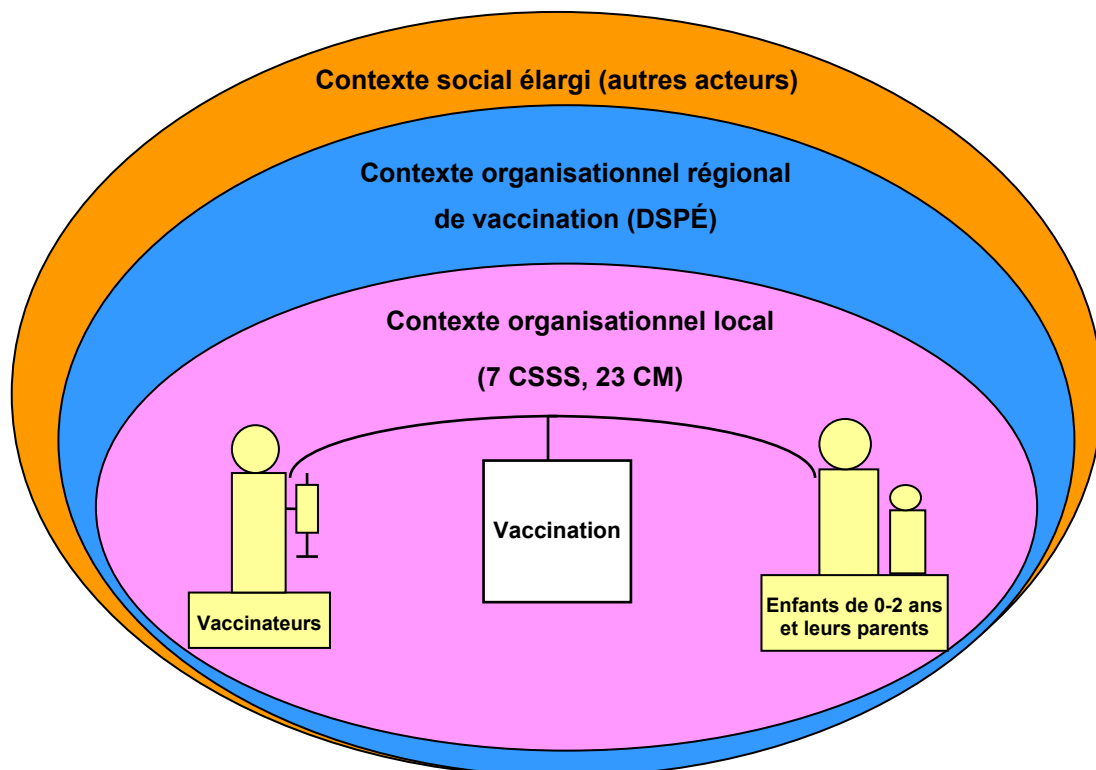 Contexte social élargi (autres acteurs)
Contexte organisationnel régional
de vaccination (DSPÉ)
Contexte organisationnel local
(7 CSSS, 23 CM)
Vaccination
Vaccinateurs
Enfants de 0-2 ans
et leurs parents